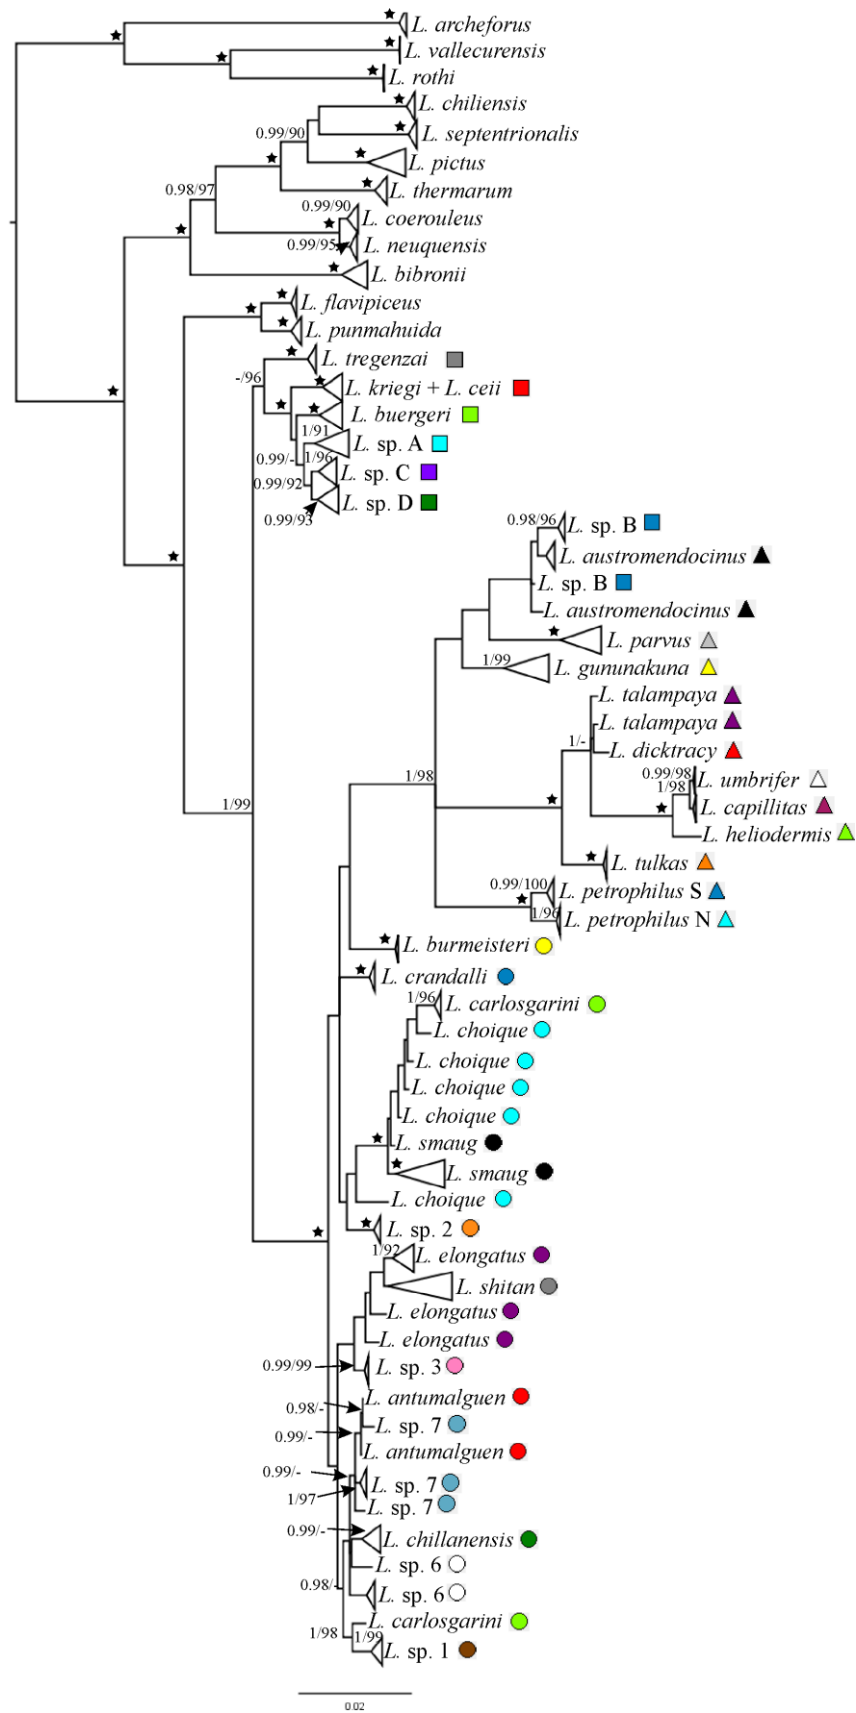 L. archeforus
L. vallecurensis
L. rothi
L. chiliensis
0.99/90
L. septentrionalis
L. pictus
0.98/97
L. thermarum
0.99/90
L. coerouleus
0.99/95
L. neuquensis
L. bibronii
L. flavipiceus
L. punmahuida
L. tregenzai
-/96
L. kriegi + L. ceii
L. buergeri
1/91
L. sp. A
0.99/-
1/96
L. sp. C
0.99/92
L. sp. D
0.99/93
0.98/96
L. sp. B
L. austromendocinus
L. sp. B
L. austromendocinus
L. parvus
1/99
L. gununakuna
L. talampaya
L. talampaya
1/-
L. dicktracy
0.99/98
L. umbrifer
1/98
1/98
L. capillitas
1/99
L. heliodermis
L. tulkas
0.99/100
L. petrophilus S
1/96
L. petrophilus N
L. burmeisteri
L. crandalli
1/96
L. carlosgarini
L. choique
L. choique
L. choique
L. choique
L. smaug
L. smaug
L. choique
L. sp. 2
1/92
L. elongatus
L. shitan
L. elongatus
L. elongatus
0.99/99
L. sp. 3
L. antumalguen
0.98/-
L. sp. 7
0.99/-
L. antumalguen
0.99/-
L. sp. 7
1/97
L. sp. 7
0.99/-
L. chillanensis
L. sp. 6
0.98/-
L. sp. 6
L. carlosgarini
1/98
1/99
L. sp. 1
0.02